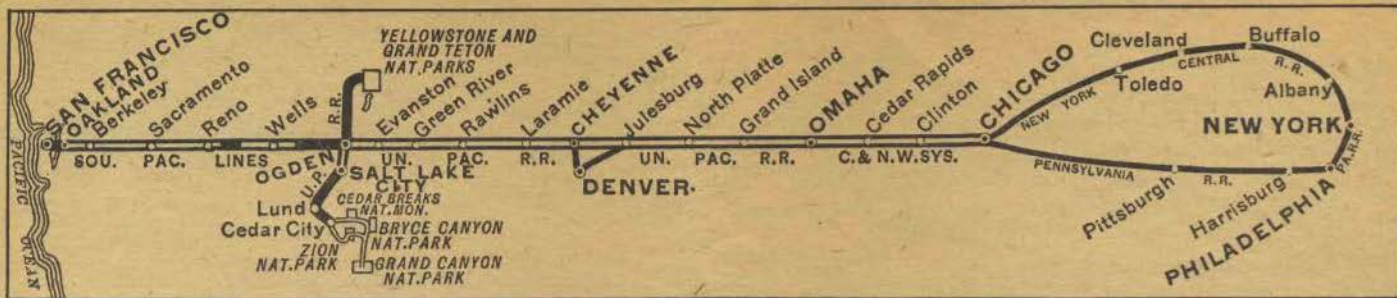 SAN FRANCISCO
OAKLAND
Berkeley
Sacramento
Reno
Wells
OGDEN
R.R.
YELLOWSTONE AND
GRAND TETON
NAT. PARKS
Evanston
Green River
Rawlins
Laramie
CHEYENNE
Julesburg
North Platte
Grand Island
OMAHA
Cedar Rapids
Clinton
CHICAGO
Cleveland
Buffalo
Toledo
Albany
NEW YORK CENTRAL R.R.
NEW YORK
PA.R.R.
PHILADELPHIA
Harrisburg
Pittsburgh
PENNSYLVANIA R.R.
SOU. PAC. LINES
UN. PAC. R.R.
UN. PAC. R.R.
C. & N.W. SYS.
DENVER.
SALT LAKE
CITY
U.P.
CEDAR BREAKS
NAT. MON.
Lund
Cedar City
BRYCE CANYON
NAT. PARK
ZION
NAT. PARK
GRAND CANYON
NAT. PARK
PACIFIC OCEAN